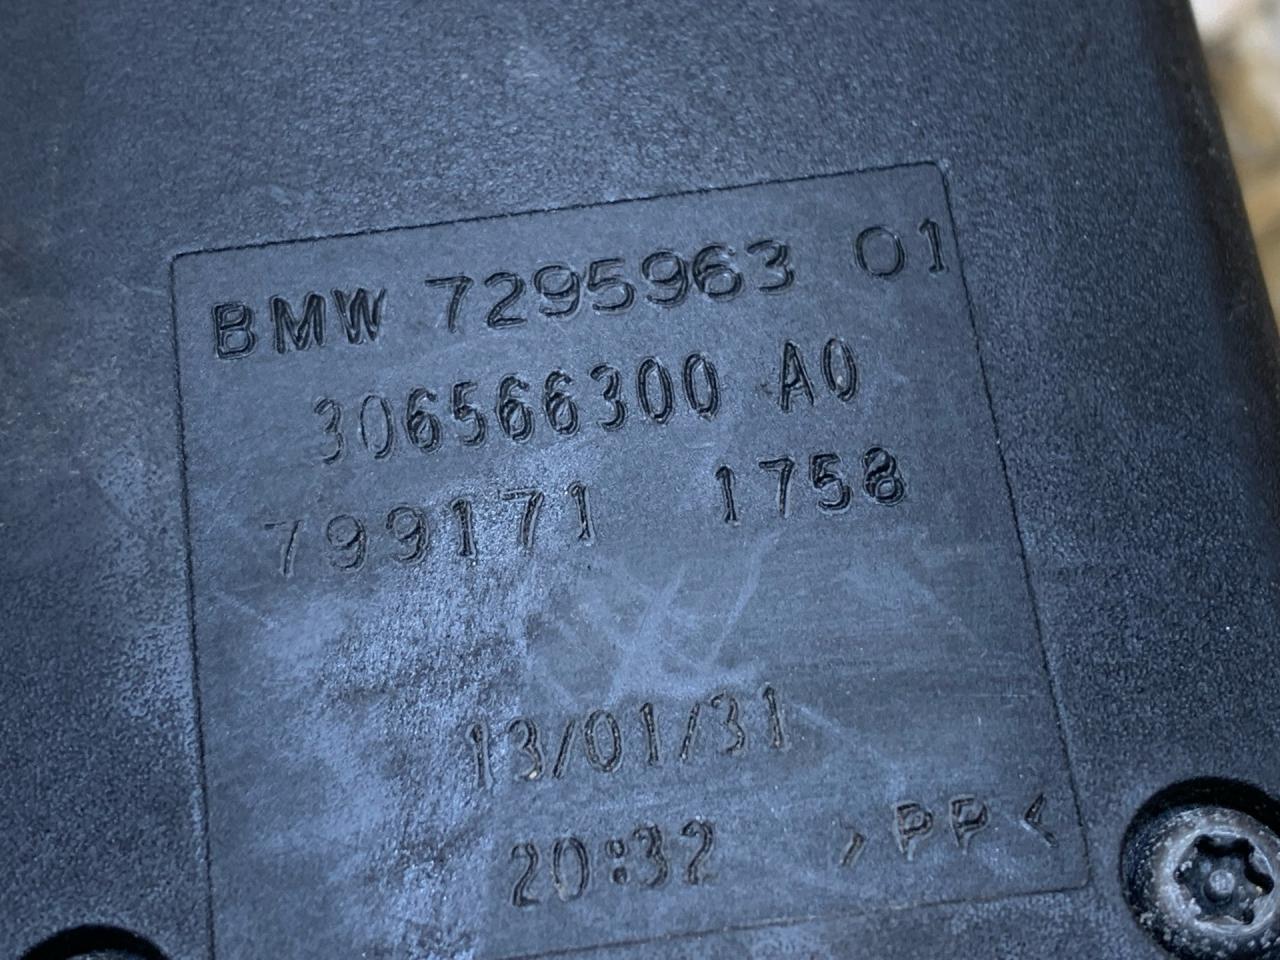 BMW 7295963 01
306566300 A0
799171 1758
13/01/31
20:32 >PP<